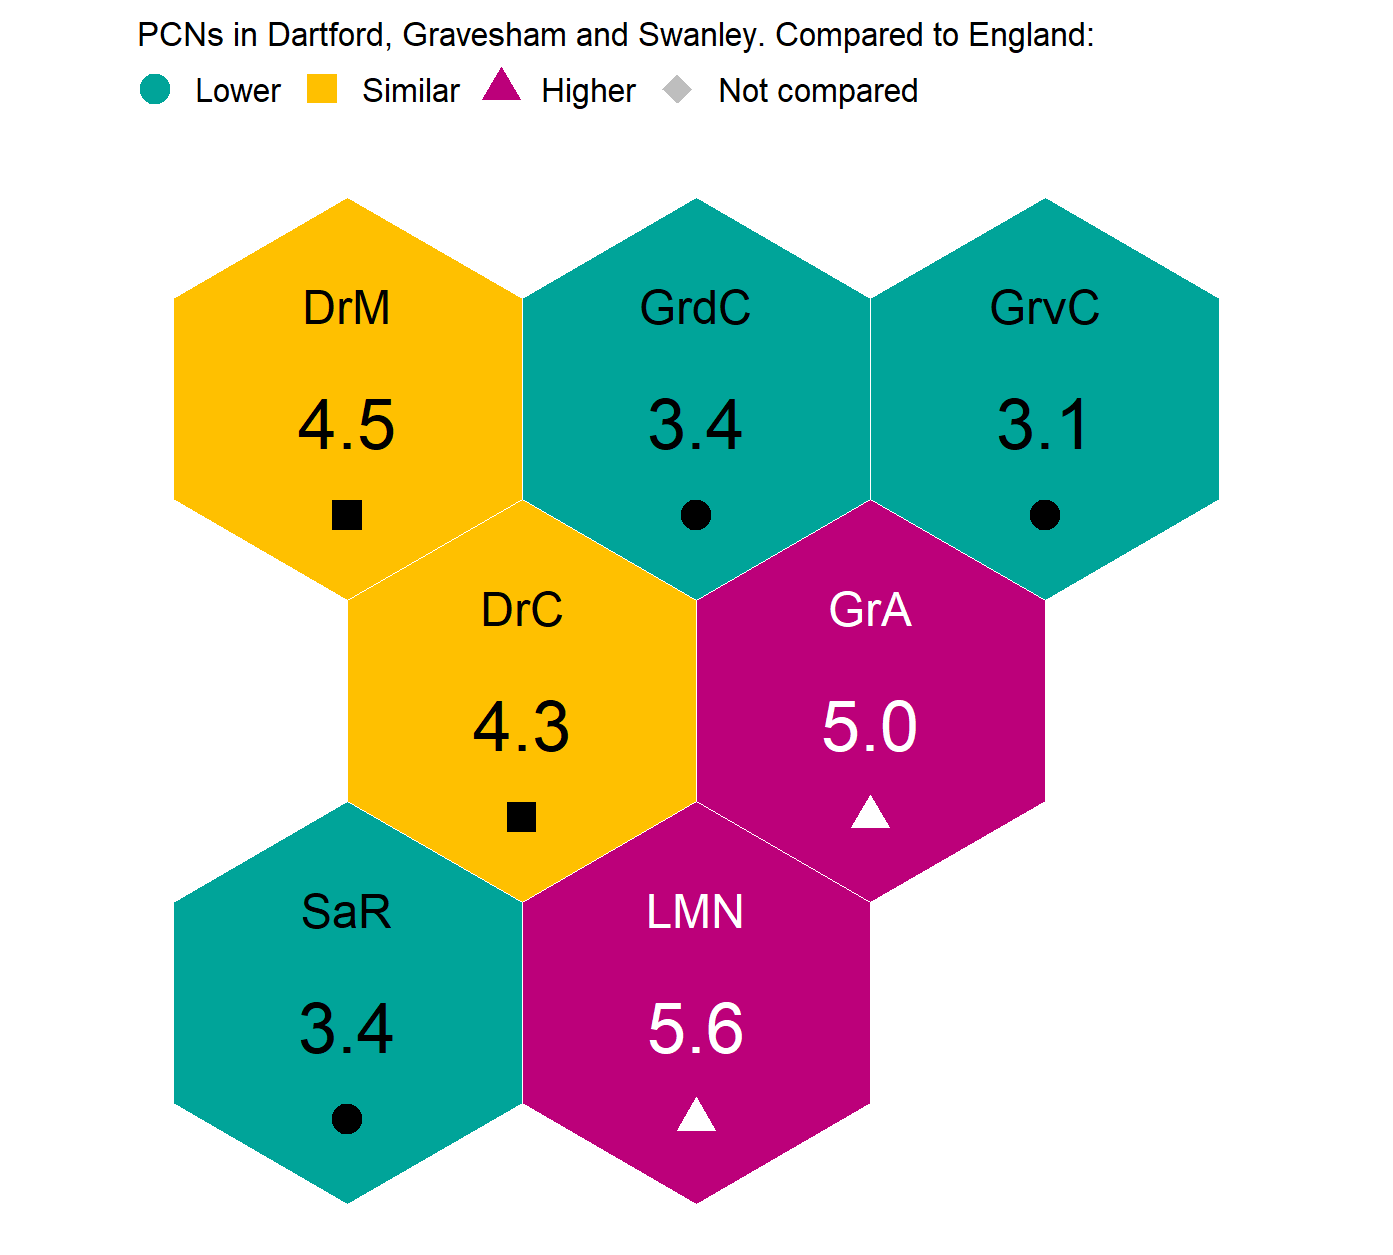 PCNs in Dartford, Gravesham and Swanley. Compared to England:
Lower Similar Higher Not compared
DrM GrdC GrvC
4.5 3.4 3.1
DrC GrA
4.3 5.0
SaR LMN
3.4 5.6